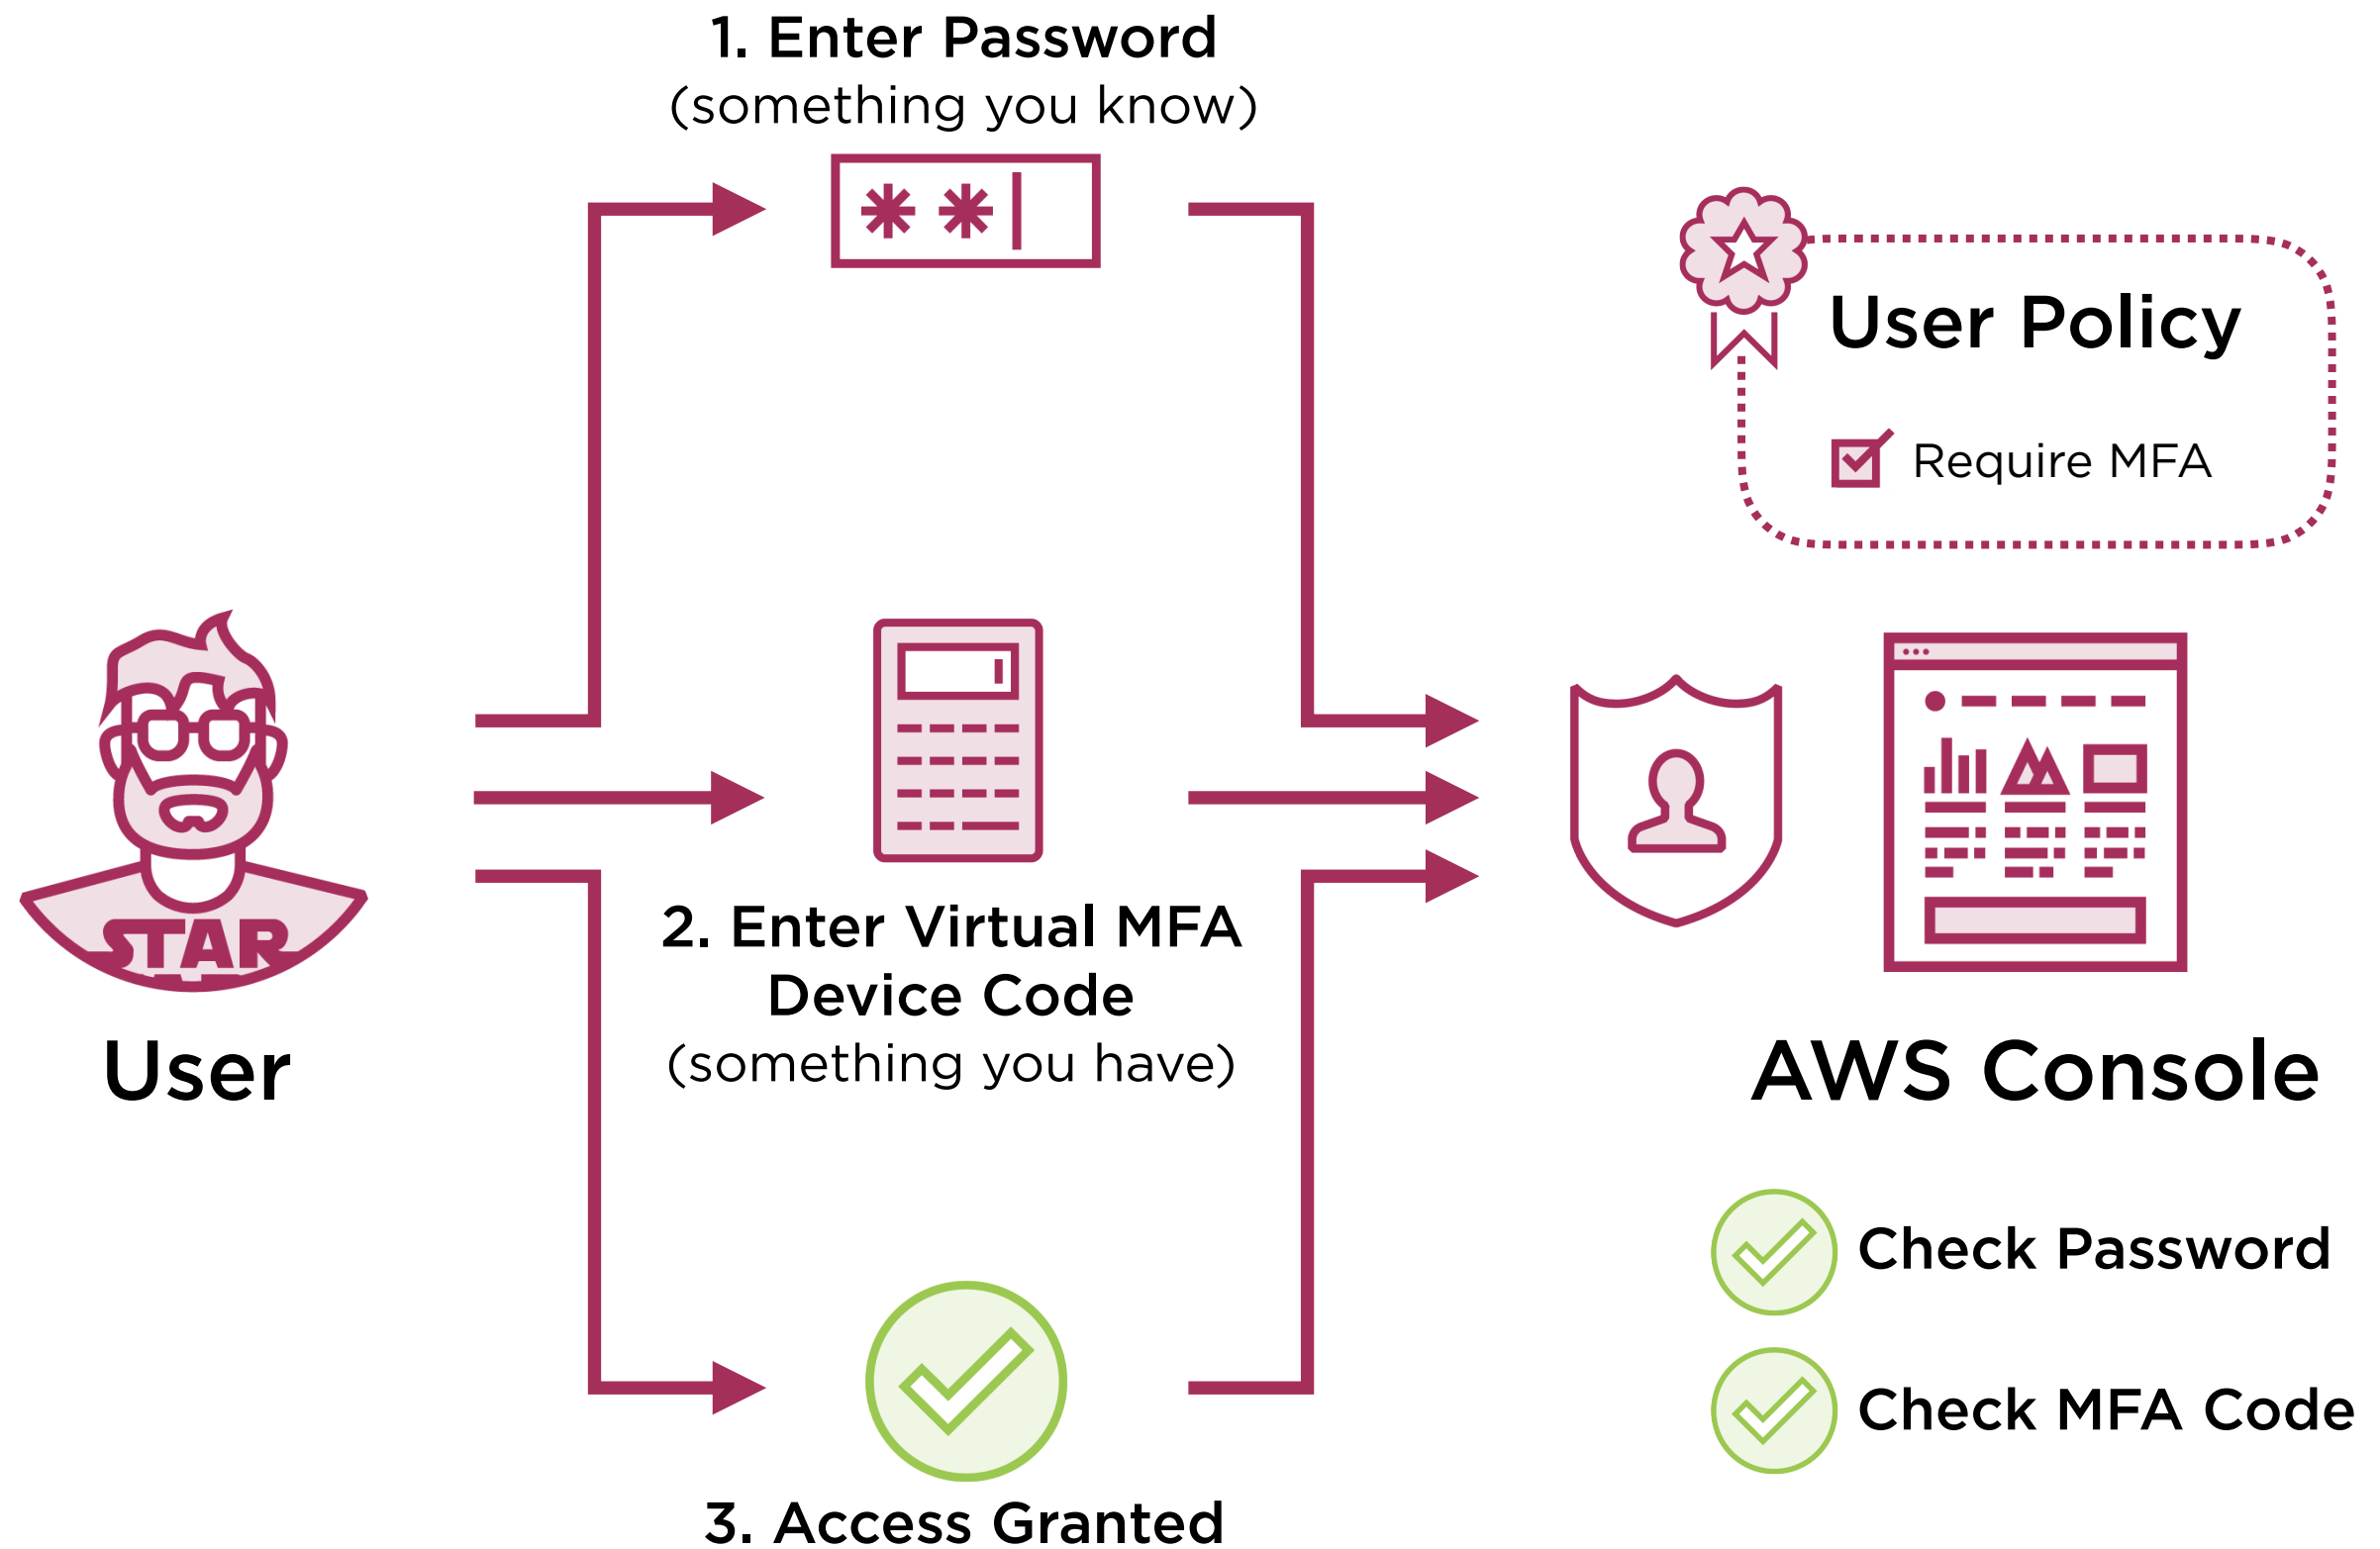 1. Enter Password
(something you know)
User Policy
Require MFA
STAR
User
2. Enter Virtual MFA
Device Code
(something you have)
AWS Console
Check Password
Check MFA Code
3. Access Granted